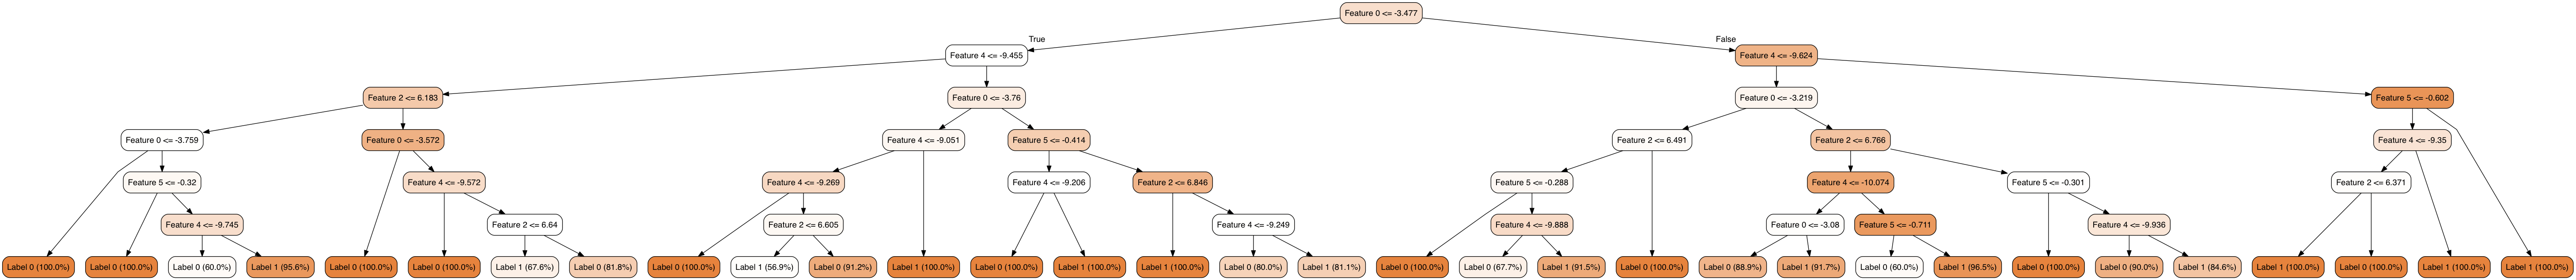 Feature 0 <= -3.477
True
False
Feature 4 <= -9.455
Feature 4 <= -9.624
Feature 2 <= 6.183
Feature 0 <= -3.76
Feature 0 <= -3.219
Feature 5 <= -0.602
Feature 0 <= -3.759
Feature 0 <= -3.572
Feature 4 <= -9.051
Feature 5 <= -0.414
Feature 2 <= 6.491
Feature 2 <= 6.766
Feature 4 <= -9.35
Feature 5 <= -0.32
Feature 4 <= -9.572
Feature 4 <= -9.269
Feature 4 <= -9.206
Feature 2 <= 6.846
Feature 5 <= -0.288
Feature 4 <= -10.074
Feature 5 <= -0.301
Feature 2 <= 6.371
Feature 4 <= -9.745
Feature 2 <= 6.64
Feature 2 <= 6.605
Feature 4 <= -9.249
Feature 4 <= -9.888
Feature 0 <= -3.08
Feature 5 <= -0.711
Feature 4 <= -9.936
Label 0 (100.0%)
Label 0 (100.0%)
Label 0 (60.0%)
Label 1 (95.6%)
Label 0 (100.0%)
Label 0 (100.0%)
Label 1 (67.6%)
Label 0 (81.8%)
Label 0 (100.0%)
Label 1 (56.9%)
Label 0 (91.2%)
Label 1 (100.0%)
Label 0 (100.0%)
Label 1 (100.0%)
Label 1 (100.0%)
Label 0 (80.0%)
Label 1 (81.1%)
Label 0 (100.0%)
Label 0 (67.7%)
Label 1 (91.5%)
Label 0 (100.0%)
Label 0 (88.9%)
Label 1 (91.7%)
Label 0 (60.0%)
Label 1 (96.5%)
Label 0 (100.0%)
Label 0 (90.0%)
Label 1 (84.6%)
Label 1 (100.0%)
Label 0 (100.0%)
Label 1 (100.0%)
Label 1 (100.0%)